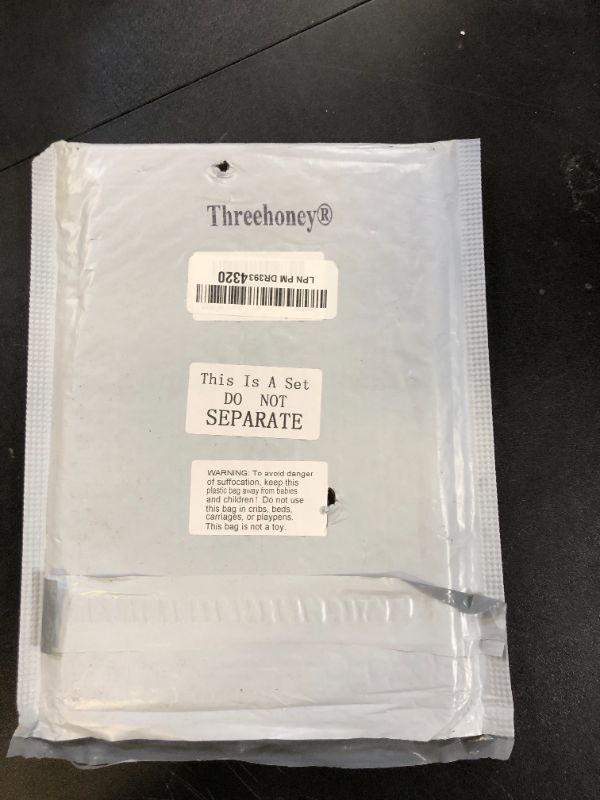 Threehoney®
LPN PM DR3934320
This Is A Set
DO NOT
SEPARATE
WARNING: To avoid danger
of suffocation, keep this
plastic bag away from babies
and children! Do not use
this bag in cribs, beds,
carriages, or playpens.
This bag is not a toy.